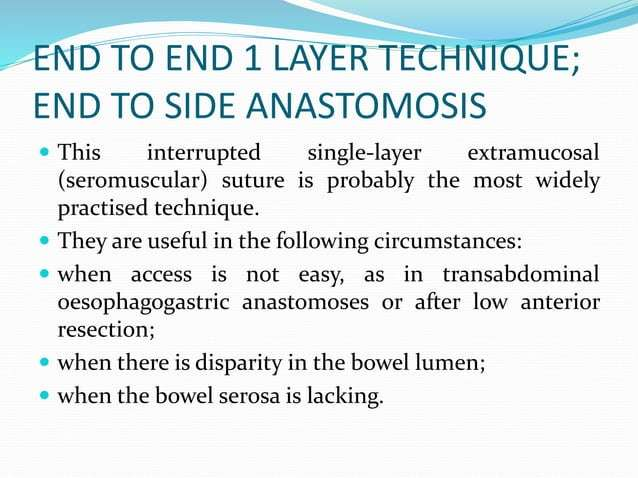 END TO END 1 LAYER TECHNIQUE;
END TO SIDE ANASTOMOSIS
This interrupted single-layer extramucosal
(seromuscular) suture is probably the most widely
practised technique.
They are useful in the following circumstances:
when access is not easy, as in transabdominal
oesophagogastric anastomoses or after low anterior
resection;
when there is disparity in the bowel lumen;
when the bowel serosa is lacking.